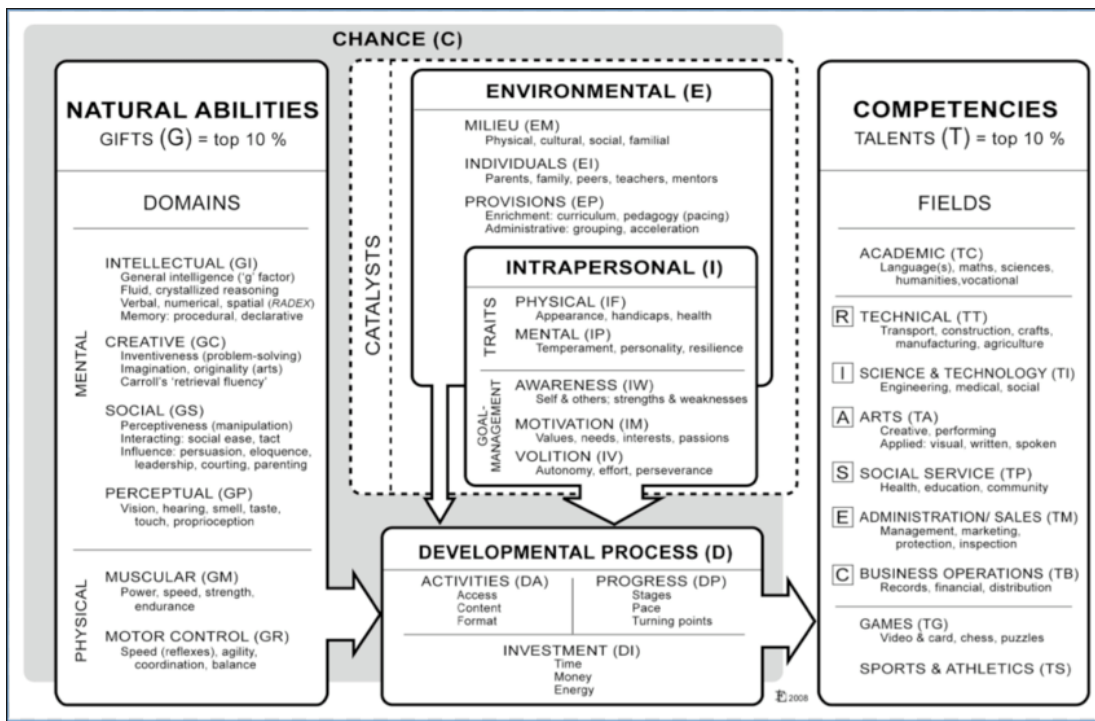 CHANCE (C)
NATURAL ABILITIES
GIFTS (G) = top 10 %
DOMAINS
MENTAL
INTELLECTUAL (GI)
General intelligence ('g' factor)
Fluid, crystallized reasoning
Verbal, numerical, spatial (RADEX)
Memory: procedural, declarative
CREATIVE (GC)
Inventiveness (problem-solving)
Imagination, originality (arts)
Carroll's 'retrieval fluency'
SOCIAL (GS)
Perceptiveness (manipulation)
Interacting: social ease, tact
Influence: persuasion, eloquence,
leadership, courting, parenting
PERCEPTUAL (GP)
Vision, hearing, smell, taste,
touch, proprioception
PHYSICAL
MUSCULAR (GM)
Power, speed, strength,
endurance
MOTOR CONTROL (GR)
Speed (reflexes), agility,
coordination, balance
CATALYSTS
ENVIRONMENTAL (E)
MILIEU (EM)
Physical, cultural, social, familial
INDIVIDUALS (EI)
Parents, family, peers, teachers, mentors
PROVISIONS (EP)
Enrichment: curriculum, pedagogy (pacing)
Administrative: grouping, acceleration
INTRAPERSONAL (I)
TRAITS
PHYSICAL (IF)
Appearance, handicaps, health
MENTAL (IP)
Temperament, personality, resilience
GOAL-
MANAGEMENT
AWARENESS (IW)
Self & others; strengths & weaknesses
MOTIVATION (IM)
Values, needs, interests, passions
VOLITION (IV)
Autonomy, effort, perseverance
DEVELOPMENTAL PROCESS (D)
ACTIVITIES (DA)
Access
Content
Format
PROGRESS (DP)
Stages
Pace
Turning points
INVESTMENT (DI)
Time
Money
Energy
2008
COMPETENCIES
TALENTS (T) = top 10 %
FIELDS
ACADEMIC (TC)
Language(s), maths, sciences,
humanities,vocational
R TECHNICAL (TT)
Transport, construction, crafts,
manufacturing, agriculture
I SCIENCE & TECHNOLOGY (TI)
Engineering, medical, social
A ARTS (TA)
Creative, performing
Applied: visual, written, spoken
S SOCIAL SERVICE (TP)
Health, education, community
E ADMINISTRATION/ SALES (TM)
Management, marketing,
protection, inspection
C BUSINESS OPERATIONS (TB)
Records, financial, distribution
GAMES (TG)
Video & card, chess, puzzles
SPORTS & ATHLETICS (TS)